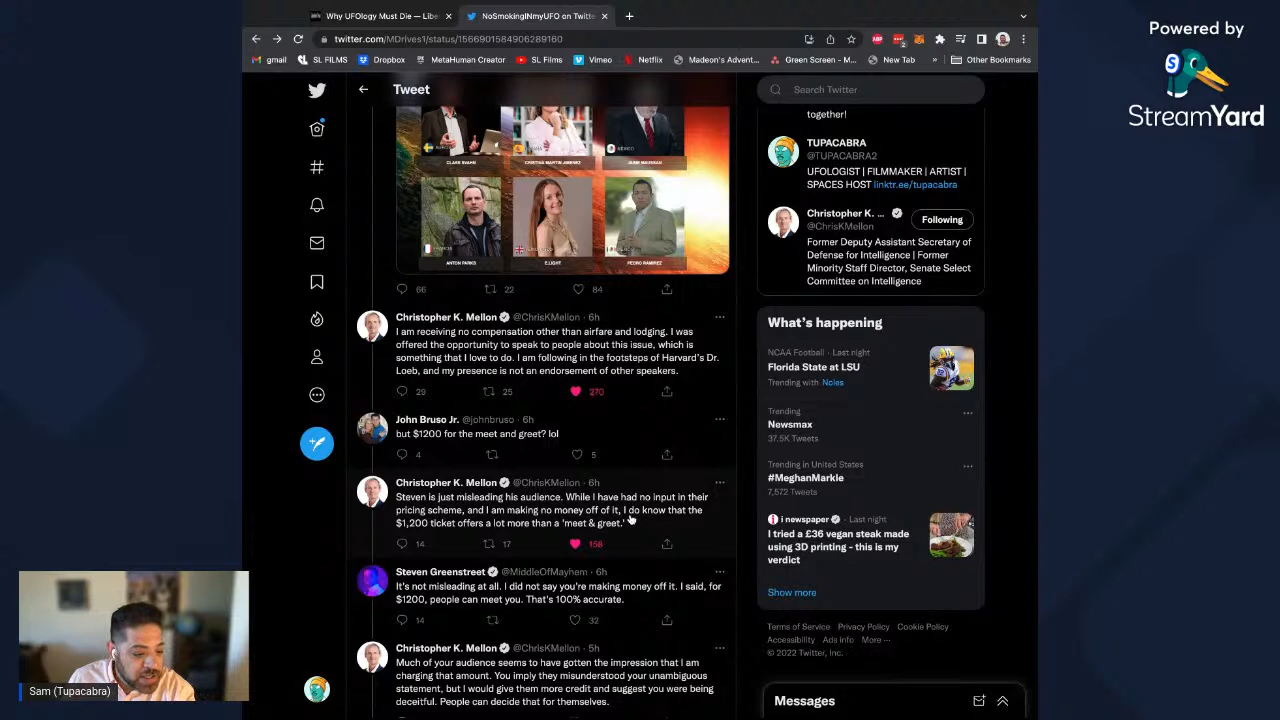 Why UFOlogy Must Die — Libe
NoSmokingINmyUFO on Twitte
twitter.com/MDrives1/status/1566901584906289160
gmail
SL FILMS
Dropbox
MetaHuman Creator
SL Films
Vimeo
Netflix
Madeon's Advent...
Green Screen - M...
New Tab
»
Other Bookmarks
Powered by
StreamYard
Tweet
CLARE
CRISTINA MARTIN JIMENEZ
JAIME MAUSSAN
ANTON PARKS
E.LIGHT
PEDRO RAMIREZ
66
22
84
Christopher K. Mellon @ChrisKMellon · 6h
I am receiving no compensation other than airfare and lodging. I was
offered the opportunity to speak to people about this issue, which is
something that I love to do. I am following in the footsteps of Harvard's Dr.
Loeb, and my presence is not an endorsement of other speakers.
29
25
270
John Bruso Jr. @johnbruso · 6h
but $1200 for the meet and greet? lol
4
5
Christopher K. Mellon @ChrisKMellon · 6h
Steven is just misleading his audience. While I have had no input in their
pricing scheme, and I am making no money off of it, I do know that the
$1,200 ticket offers a lot more than a 'meet & greet.'
14
17
158
Steven Greenstreet @MiddleOfMayhem · 6h
It's not misleading at all. I did not say you're making money off it. I said, for
$1200, people can meet you. That's 100% accurate.
14
32
Christopher K. Mellon @ChrisKMellon · 5h
Much of your audience seems to have gotten the impression that I am
charging that amount. You imply they misunderstood your unambiguous
statement, but I would give them more credit and suggest you were being
deceitful. People can decide that for themselves.
Search Twitter
together!
TUPACABRA
@TUPACABRA2
UFOLOGIST | FILMMAKER | ARTIST |
SPACES HOST linktr.ee/tupacabra
Christopher K. ...
@ChrisKMellon
Following
Former Deputy Assistant Secretary of
Defense for Intelligence | Former
Minority Staff Director, Senate Select
Committee on Intelligence
What's happening
NCAA Football · Last night
Florida State at LSU
Trending with Noles
Trending
Newsmax
37.5K Tweets
Trending in United States
#MeghanMarkle
7,572 Tweets
i newspaper · Last night
I tried a £36 vegan steak made
using 3D printing - this is my
verdict
Show more
Terms of Service Privacy Policy Cookie Policy
Accessibility Ads info More ···
© 2022 Twitter, Inc.
Messages
Sam (Tupacabra)